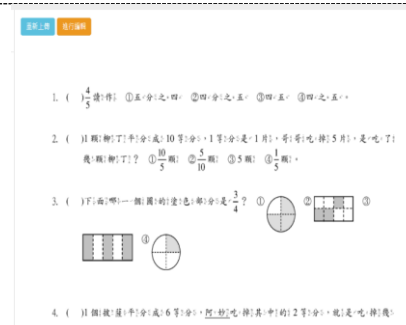 重新上傳 進行編輯
1. ( )4/5讀作 ①五分之四 ②四分之五 ③四五 ④四之五。
2. ( )1顆柳丁平分成10等分,1等分是1片,哥哥吃掉5片,是吃了
幾顆柳丁? ①10/5顆 ②5/10顆 ③5顆 ④1/5顆。
3. ( )下面哪一個圖的塗色部分是3/4? ① ② ③
④
4. ( )1個披薩平分成6等分,阿妙吃掉其中的2等分,就是吃掉幾